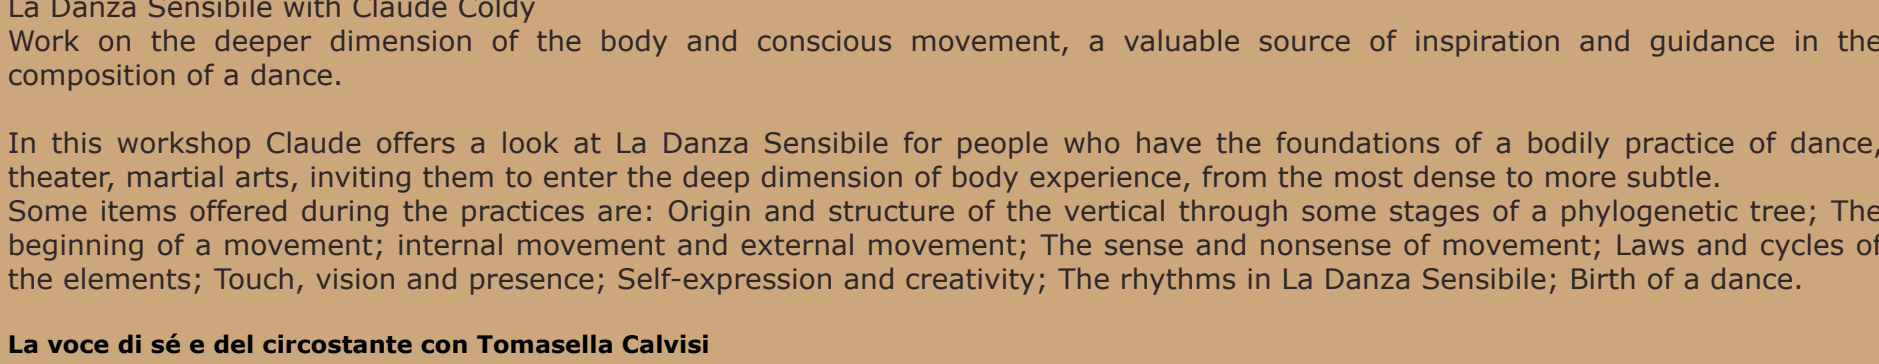 La Danza Sensibile with Claude Coldy
Work on the deeper dimension of the body and conscious movement, a valuable source of inspiration and guidance in the
composition of a dance.
In this workshop Claude offers a look at La Danza Sensibile for people who have the foundations of a bodily practice of dance,
theater, martial arts, inviting them to enter the deep dimension of body experience, from the most dense to more subtle.
Some items offered during the practices are: Origin and structure of the vertical through some stages of a phylogenetic tree; The
beginning of a movement; internal movement and external movement; The sense and nonsense of movement; Laws and cycles of
the elements; Touch, vision and presence; Self-expression and creativity; The rhythms in La Danza Sensibile; Birth of a dance.
La voce di sé e del circostante con Tomasella Calvisi